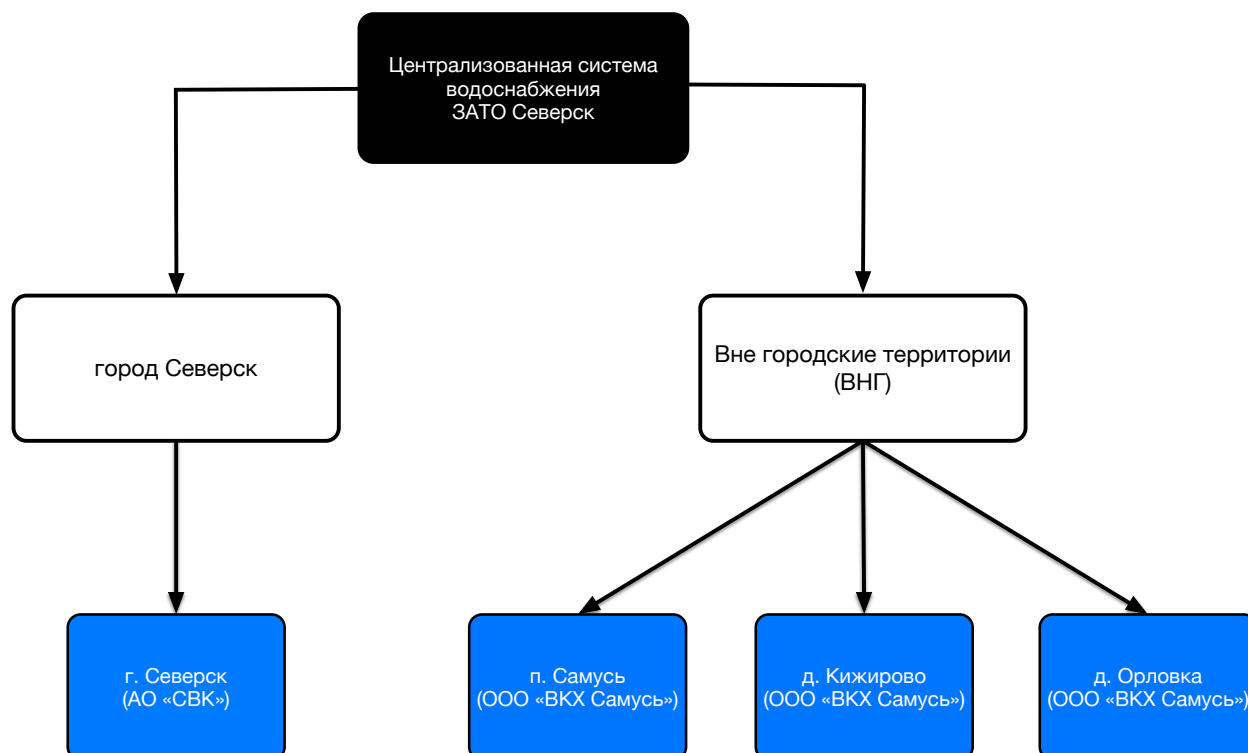 Централизованная система
водоснабжения
ЗАТО Северск
город Северск
Вне городские территории
(ВНГ)
г. Северск
(АО «СВК»)
п. Самусь
(ООО «ВКХ Самусь»)
д. Кижирово
(ООО «ВКХ Самусь»)
д. Орловка
(ООО «ВКХ Самусь»)